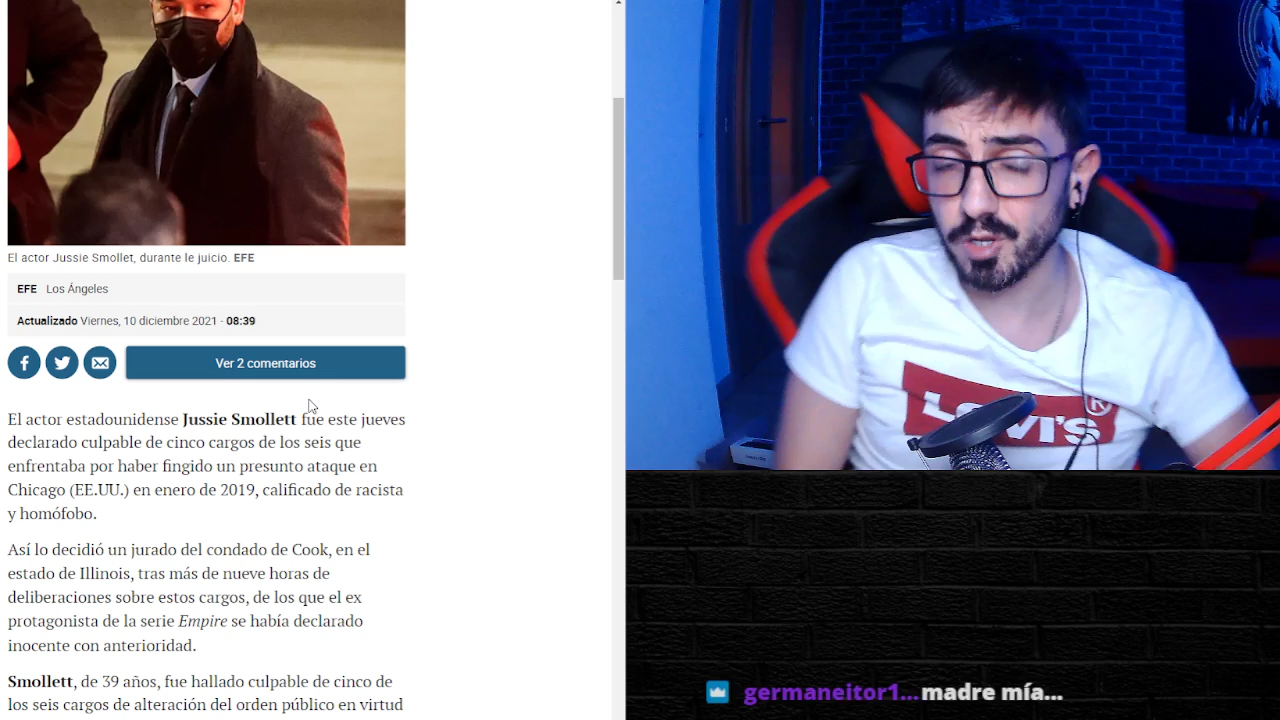 El actor Jussie Smollet, durante le juicio. EFE
EFE Los Ángeles
Actualizado Viernes, 10 diciembre 2021 - 08:39
Ver 2 comentarios
El actor estadounidense Jussie Smollett fue este jueves
declarado culpable de cinco cargos de los seis que
enfrentaba por haber fingido un presunto ataque en
Chicago (EE.UU.) en enero de 2019, calificado de racista
y homófobo.
Así lo decidió un jurado del condado de Cook, en el
estado de Illinois, tras más de nueve horas de
deliberaciones sobre estos cargos, de los que el ex
protagonista de la serie Empire se había declarado
inocente con anterioridad.
Smollett, de 39 años, fue hallado culpable de cinco de
los seis cargos de alteración del orden público en virtud
LEVI'S ®
germaneitor1... madre mía...